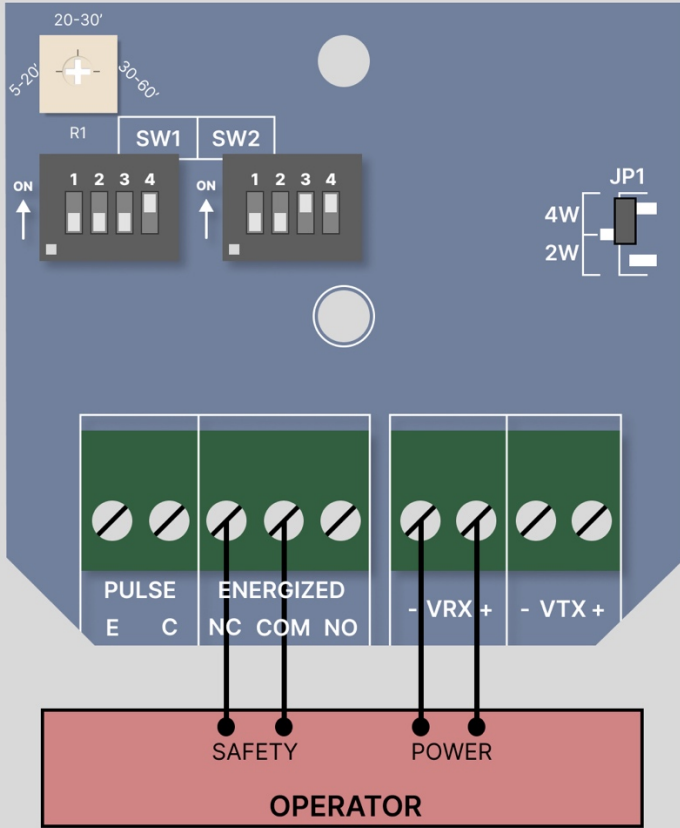 20-30'
5-20'
30-60'
R1
SW1 SW2
ON
1 2 3 4
ON
1 2 3 4
JP1
4W
2W
PULSE
E C
ENERGIZED
NC COM NO
- VRX +
- VTX +
SAFETY
POWER
OPERATOR